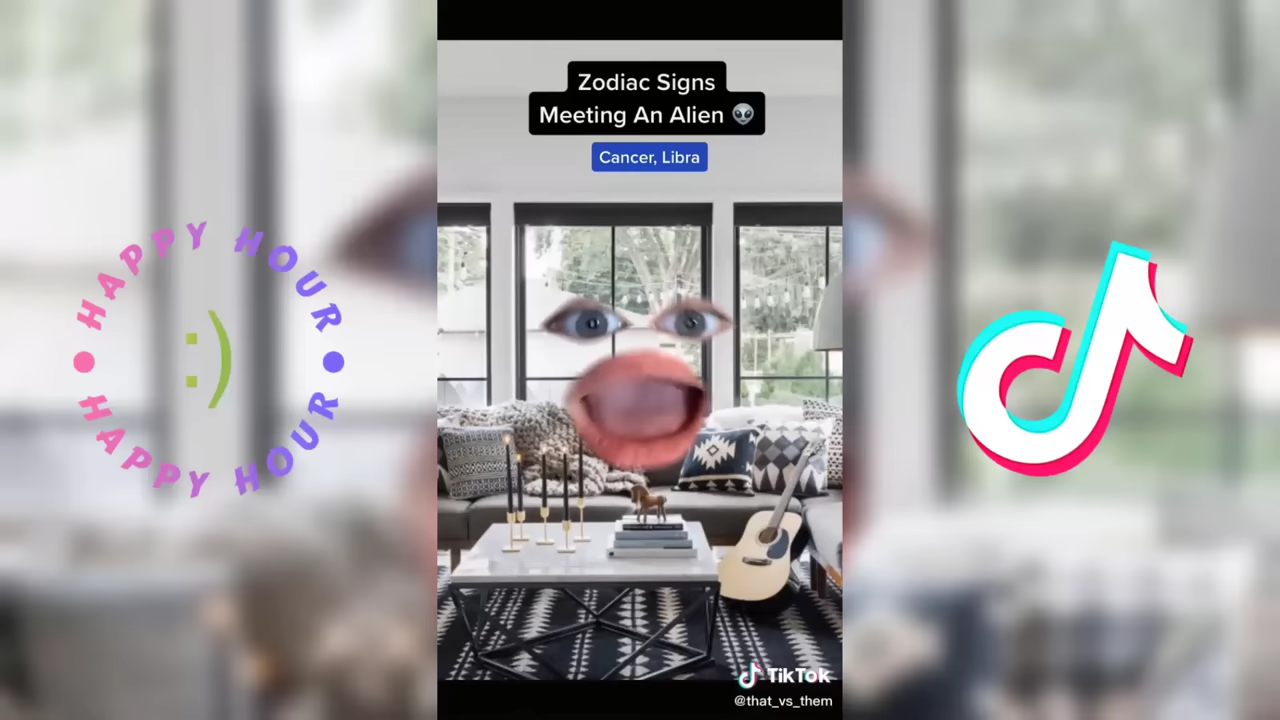 Zodiac Signs
Meeting An Alien 👽
Cancer, Libra
HAPPY HOUR
:)
HAPPY HOUR
TikTok
@that_vs_them